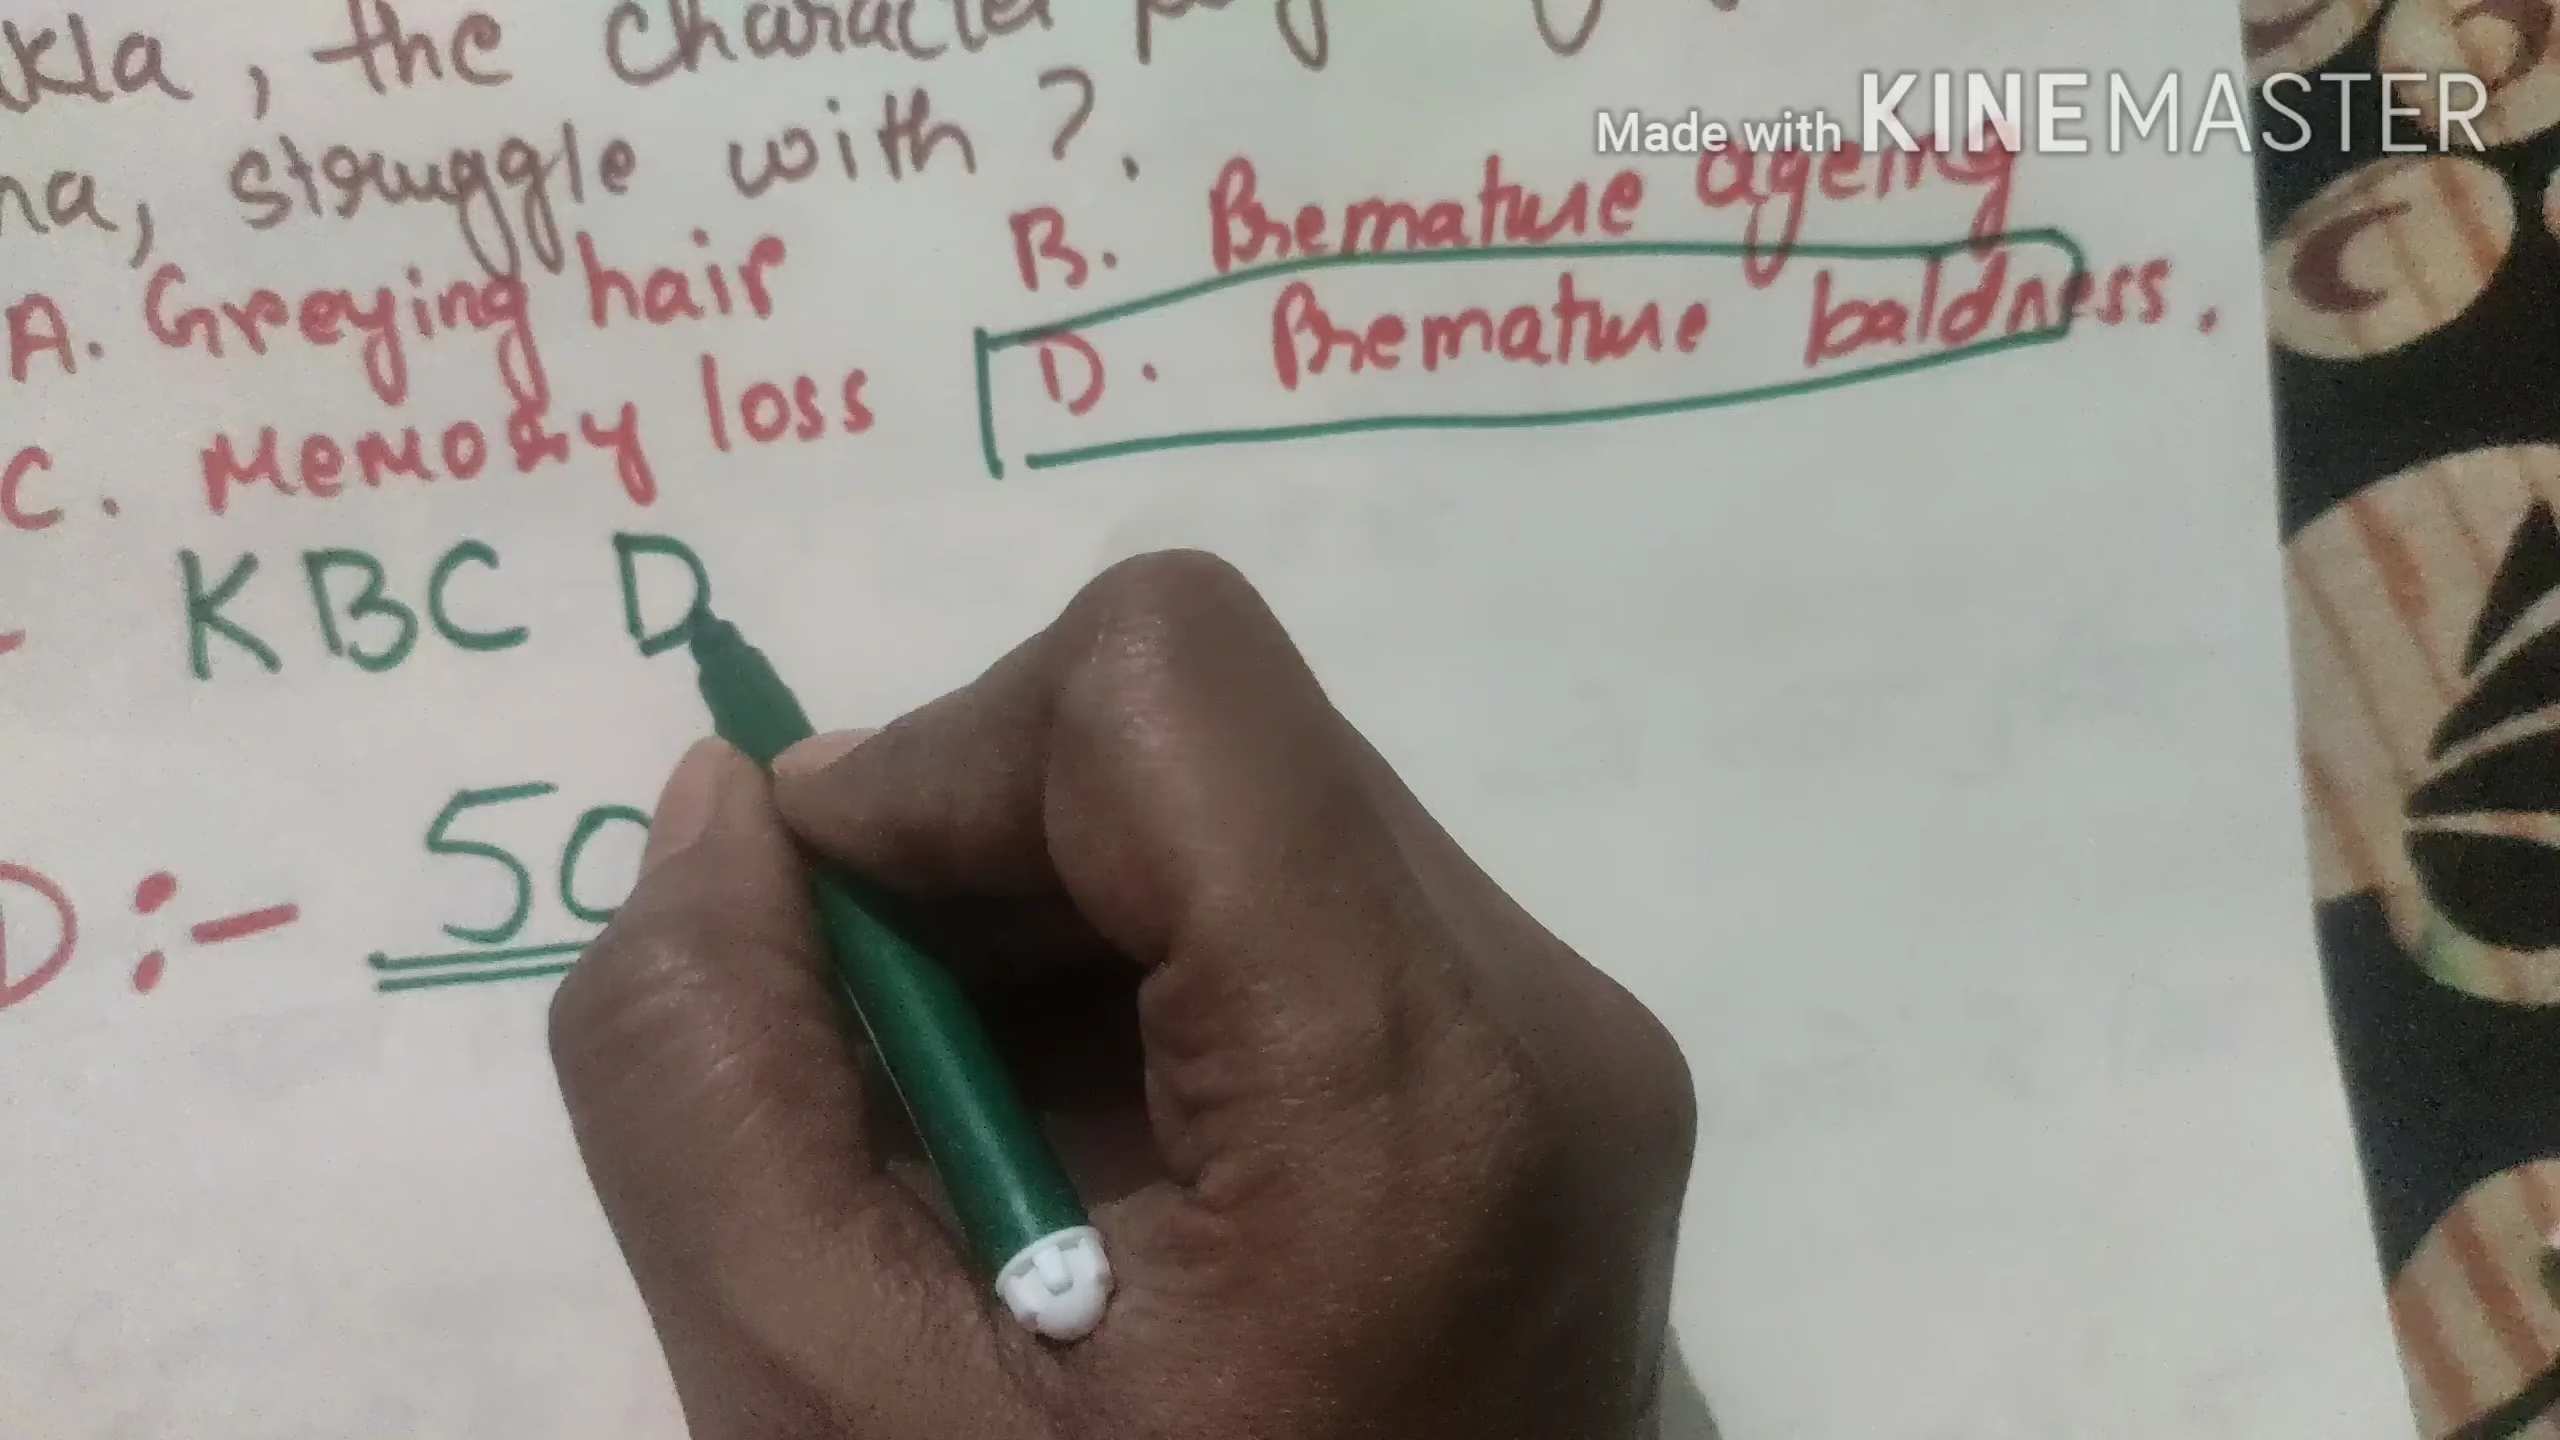 kla, the character
Made with KINEMASTER
na, struggle with?.
A. Greying hair
B. Premature ageing
C. Memory loss
D. Premature baldness.
- KBC D
D:- 50